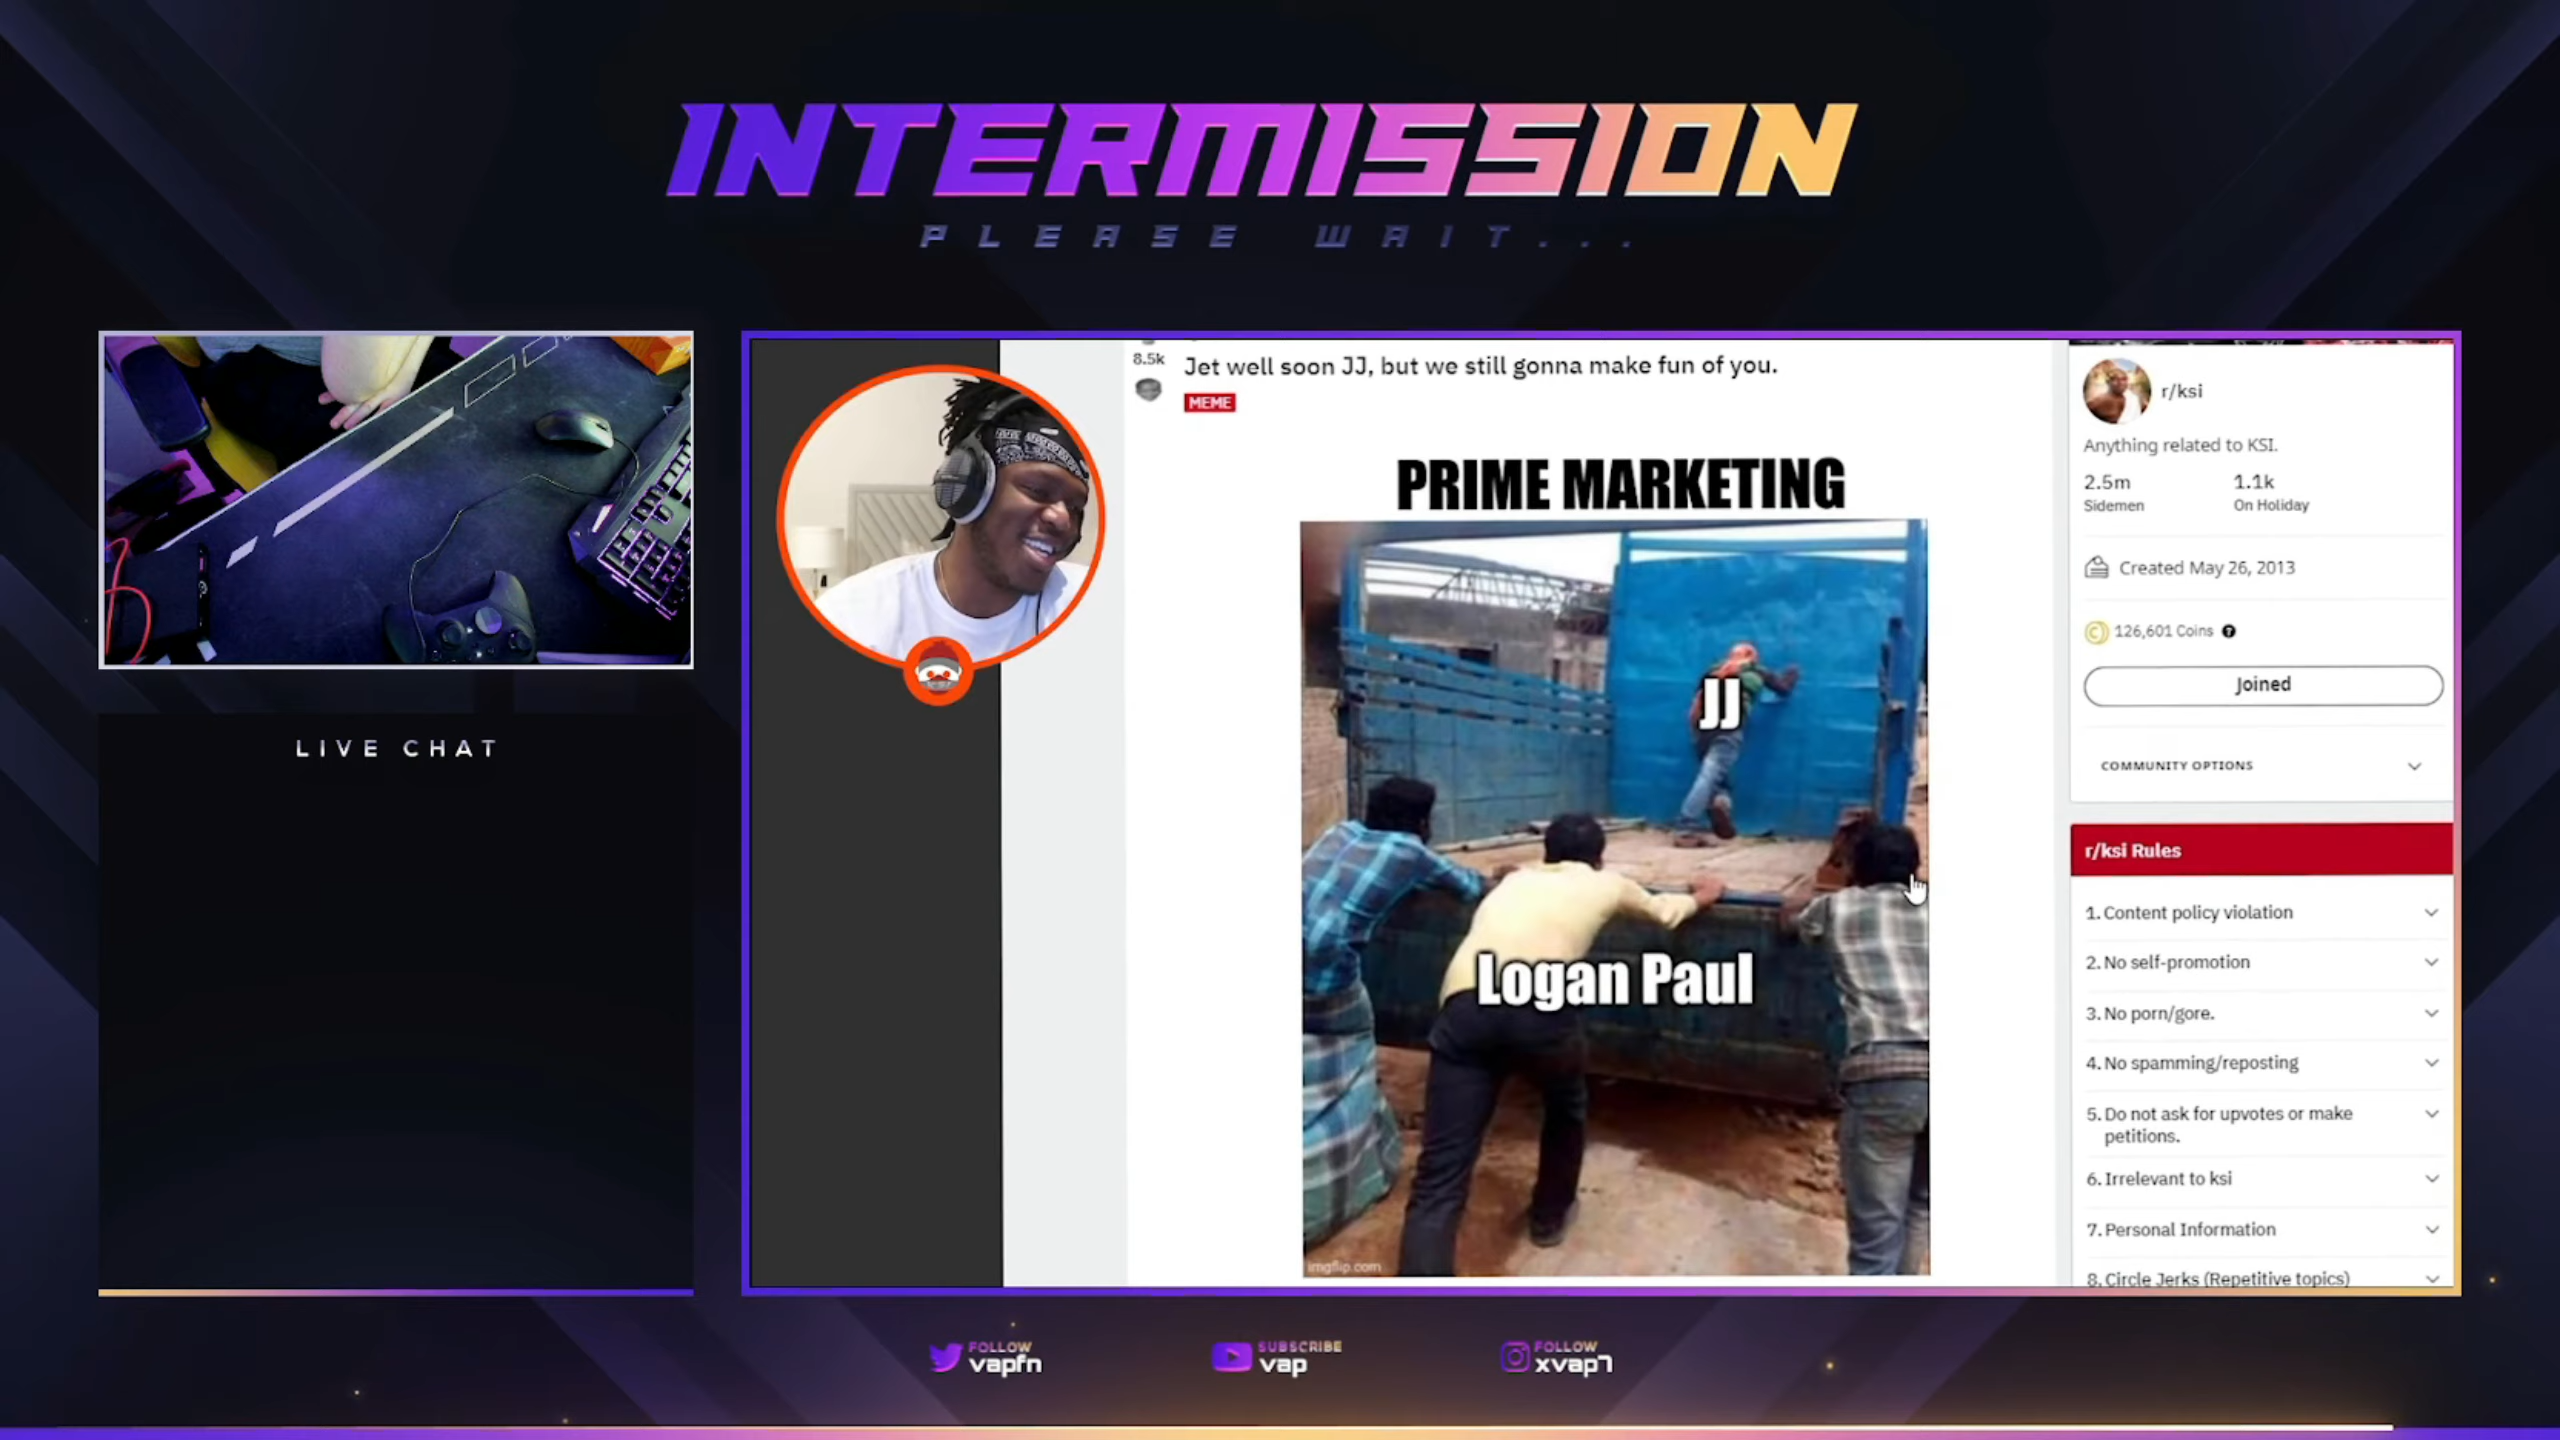 INTERMISSION
PLEASE WAIT...
8.5k
Jet well soon JJ, but we still gonna make fun of you.
MEME
PRIME MARKETING
JJ
Logan Paul
imgflip.com
r/ksi
Anything related to KSI.
2.5m 1.1k
Sidemen On Holiday
Created May 26, 2013
126,601 Coins
Joined
COMMUNITY OPTIONS
r/ksi Rules
1. Content policy violation
2. No self-promotion
3. No porn/gore.
4. No spamming/reposting
5. Do not ask for upvotes or make
petitions.
6. Irrelevant to ksi
7. Personal Information
8. Circle Jerks (Repetitive topics)
LIVE CHAT
FOLLOW
vapfn
SUBSCRIBE
vap
FOLLOW
xvap7